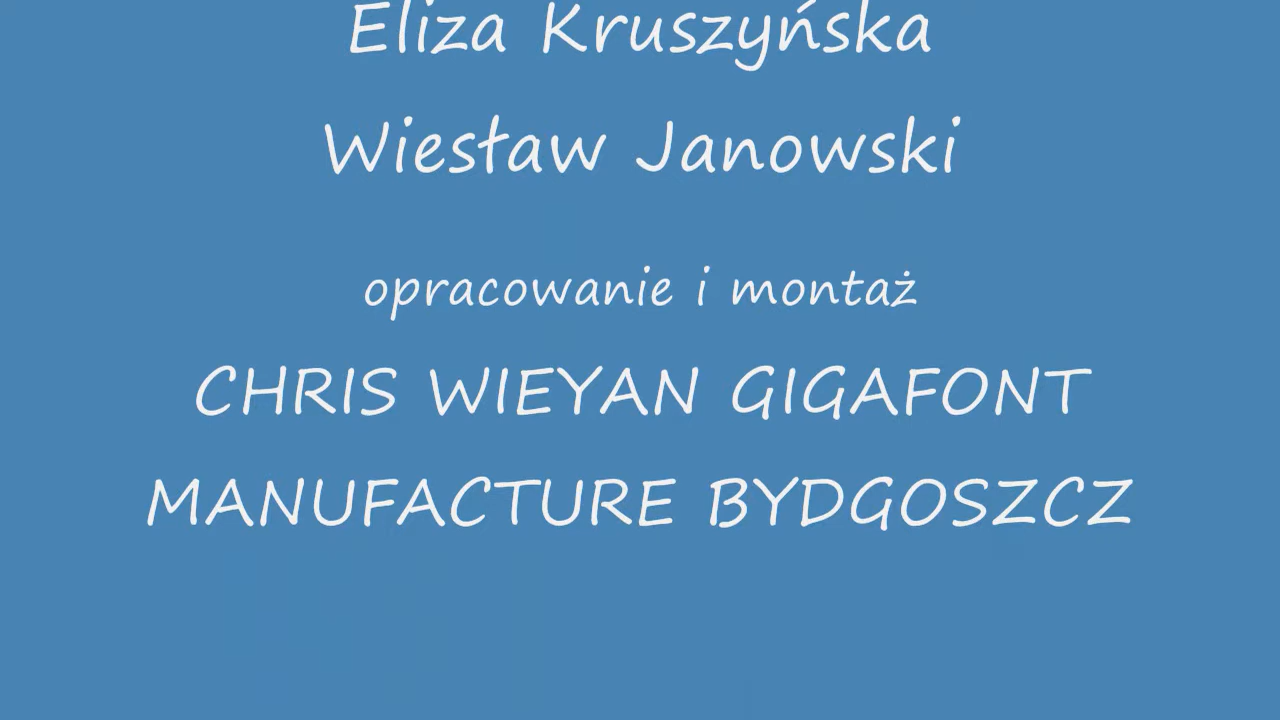 Eliza Kruszyńska
Wiesław Janowski
opracowanie i montaż
CHRIS WIEYAN GIGAFONT
MANUFACTURE BYDGOSZCZ